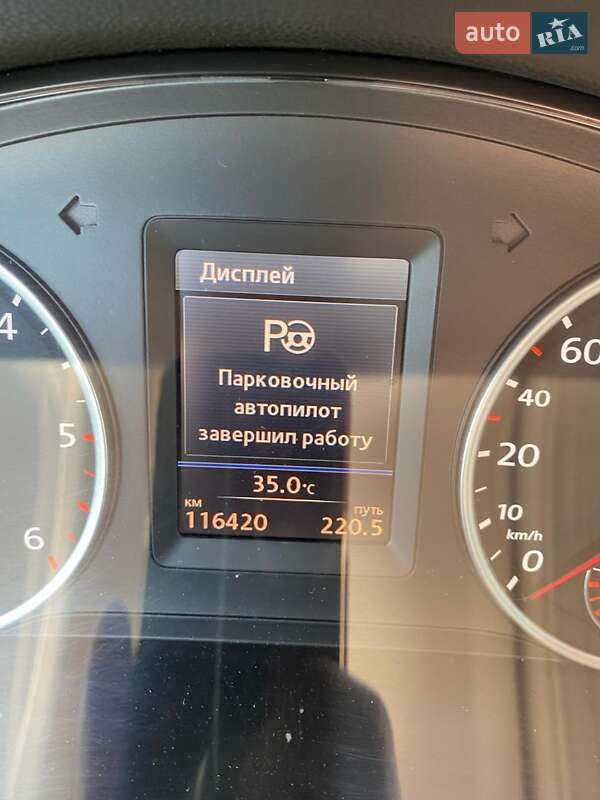 auto RIA.com
Дисплей
P
Парковочный
автопилот
завершил работу
35.0°C
км путь
116420 220.5
4
5
6
60
40
20
10
km/h
0